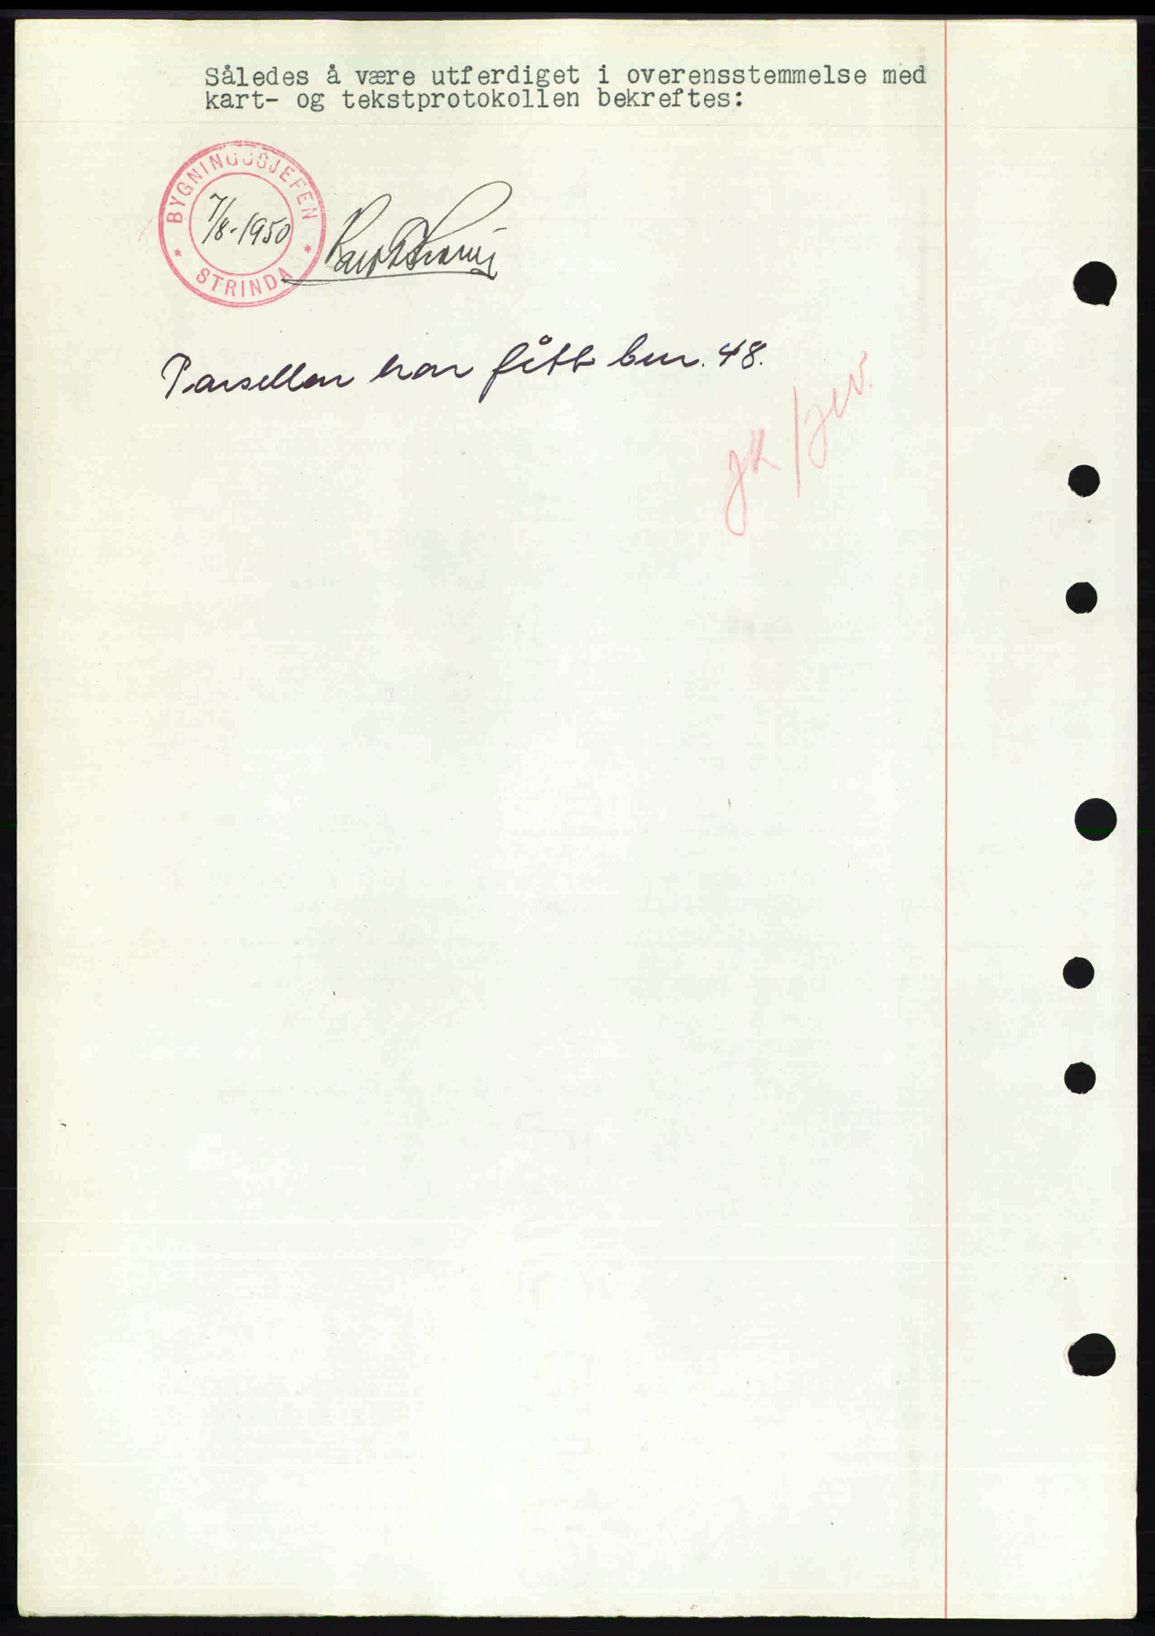 Således å være utferdiget i overensstemmelse med
kart- og tekstprotokollen bekreftes:
BYGNINGSSJEFEN
7/8-1950
STRINDA
Parsellen har fått bnr. 48.